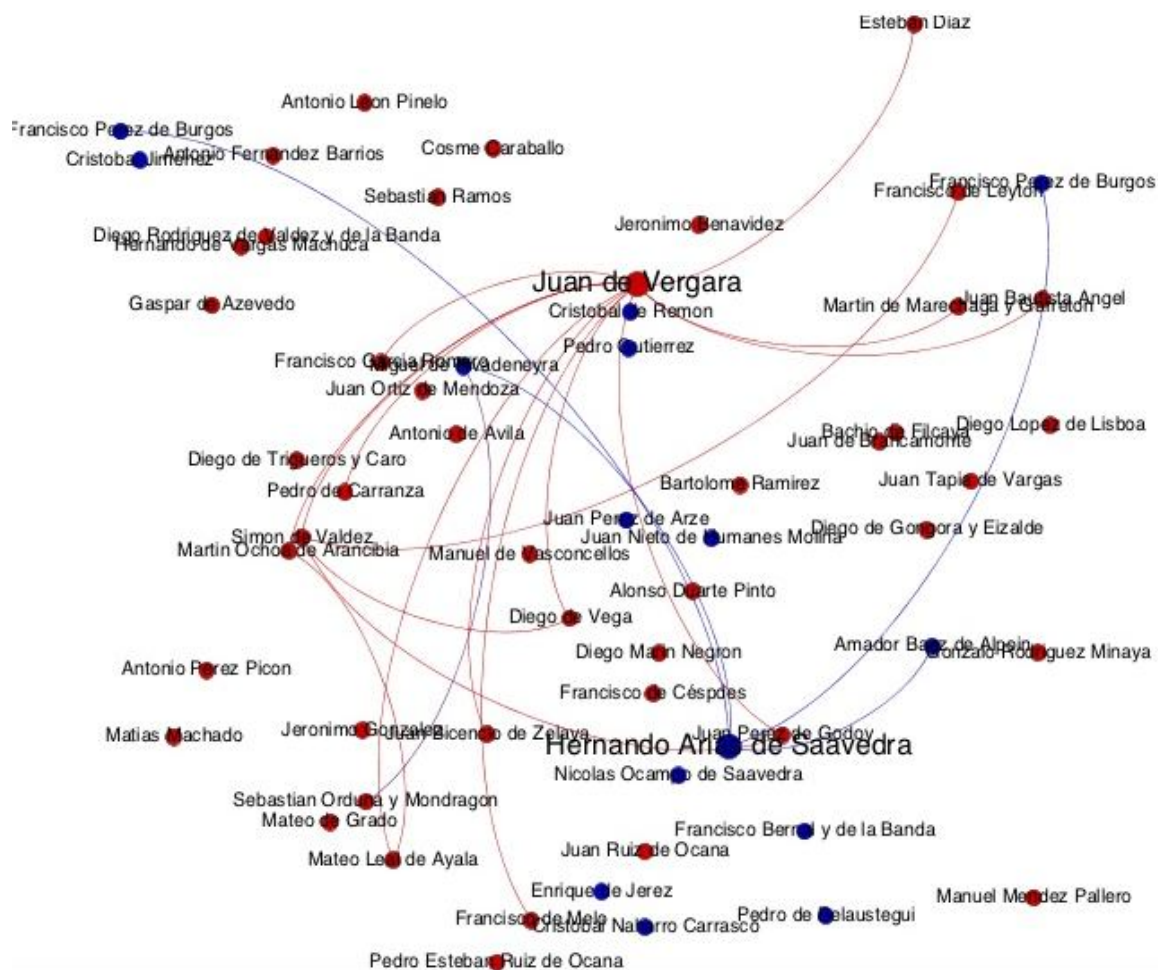 Esteban Diaz
Antonio Leon Pinelo
Francisco Perez de Burgos
Cosme Caraballo
Antonio Fernandez Barrios
Cristobal Jimenez
Francisco Perez de Burgos
Francisco de Leyton
Sebastian Ramos
Jeronimo Benavidez
Diego Rodriguez de Valdez y de la Banda
Hernando de Vargas Machuca
Juan de Vergara
Gaspar de Azevedo
Juan Bautista Angel
Martin de Marechaga y Garreton
Cristobal de Remon
Pedro Gutierrez
Francisco Garcia Romero
Miguel de Rivadeneyra
Juan Ortiz de Mendoza
Antonio de Avila
Bachio de Filcaya
Diego Lopez de Lisboa
Juan de Brancamonte
Diego de Trigueros y Caro
Juan Tapia de Vargas
Pedro de Carranza
Bartolome Ramirez
Juan Perez de Arze
Diego de Gongora y Eizalde
Simon de Valdez
Juan Nieto de Humanes Molina
Martin Ochoa de Arancibia
Manuel de Vasconcellos
Alonso Duarte Pinto
Diego de Vega
Amador Baez de Alpoin
Diego Marin Negron
Gonzalo Rodriguez Minaya
Antonio Perez Picon
Francisco de Céspdes
Jeronimo Gonzalez
Juan Bicencio de Zelaya
Juan Perez de Godoy
Matias Machado
Hernando Arias de Saavedra
Nicolas Ocampo de Saavedra
Sebastian Orduna y Mondragon
Mateo de Grado
Francisco Bernal y de la Banda
Juan Ruiz de Ocana
Mateo Leal de Ayala
Enrique de Jerez
Manuel Mendez Pallero
Francisco de Melo
Pedro de Belaustegui
Cristobal Nabarro Carrasco
Pedro Esteban Ruiz de Ocana